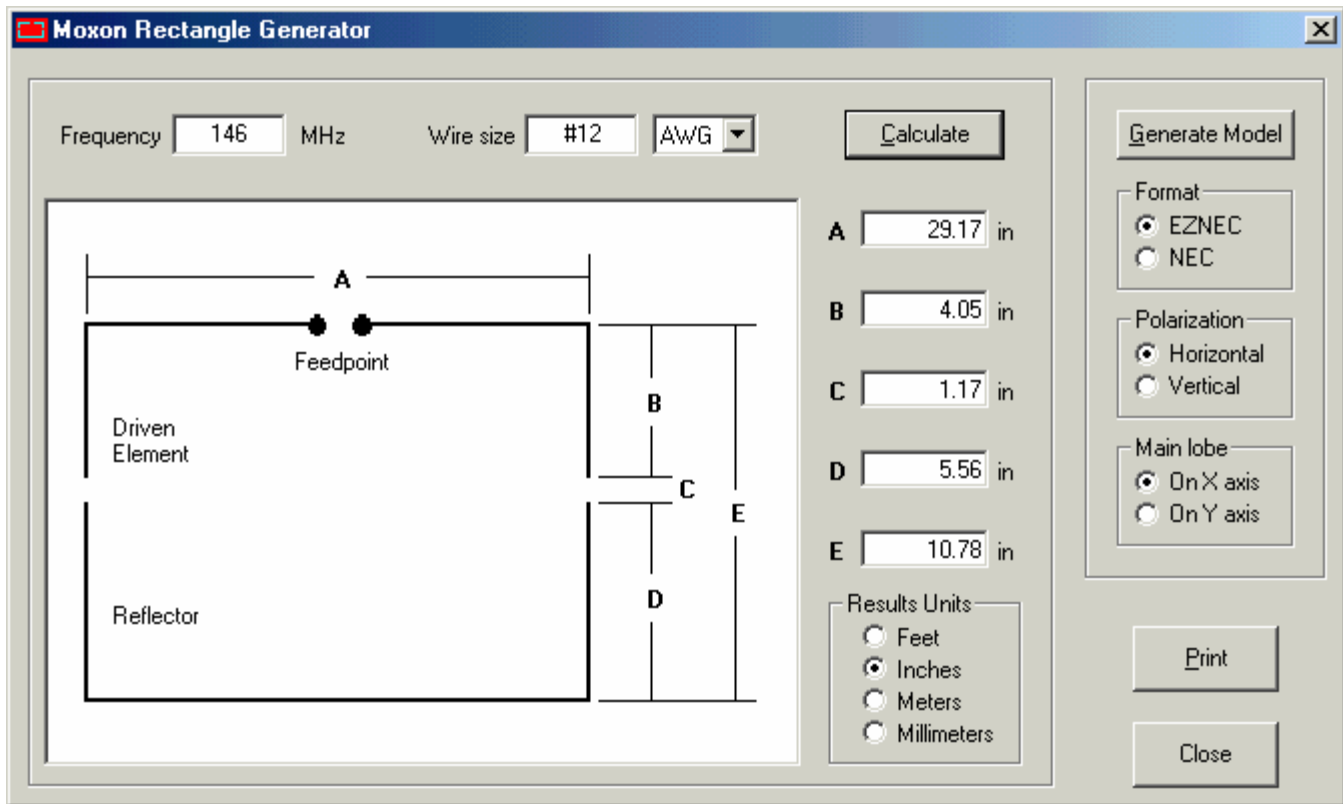 Moxon Rectangle Generator
Frequency 146 MHz Wire size #12 AWG Calculate
A
Feedpoint
Driven
Element
Reflector
B
C
D
E
A 29.17 in
B 4.05 in
C 1.17 in
D 5.56 in
E 10.78 in
Results Units
Feet
Inches
Meters
Millimeters
Generate Model
Format
EZNEC
NEC
Polarization
Horizontal
Vertical
Main lobe
On X axis
On Y axis
Print
Close